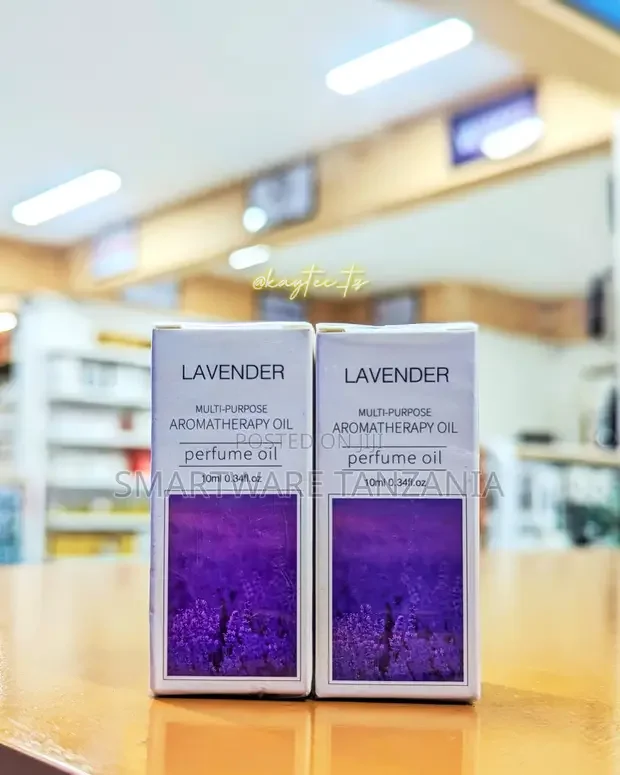 @kaytee_tz
LAVENDER
MULTI-PURPOSE
AROMATHERAPY OIL
perfume oil
10ml 0.34fl.oz
LAVENDER
MULTI-PURPOSE
AROMATHERAPY OIL
perfume oil
10ml 0.34fl.oz
POSTED ON JIJI
SMARTWARE TANZANIA